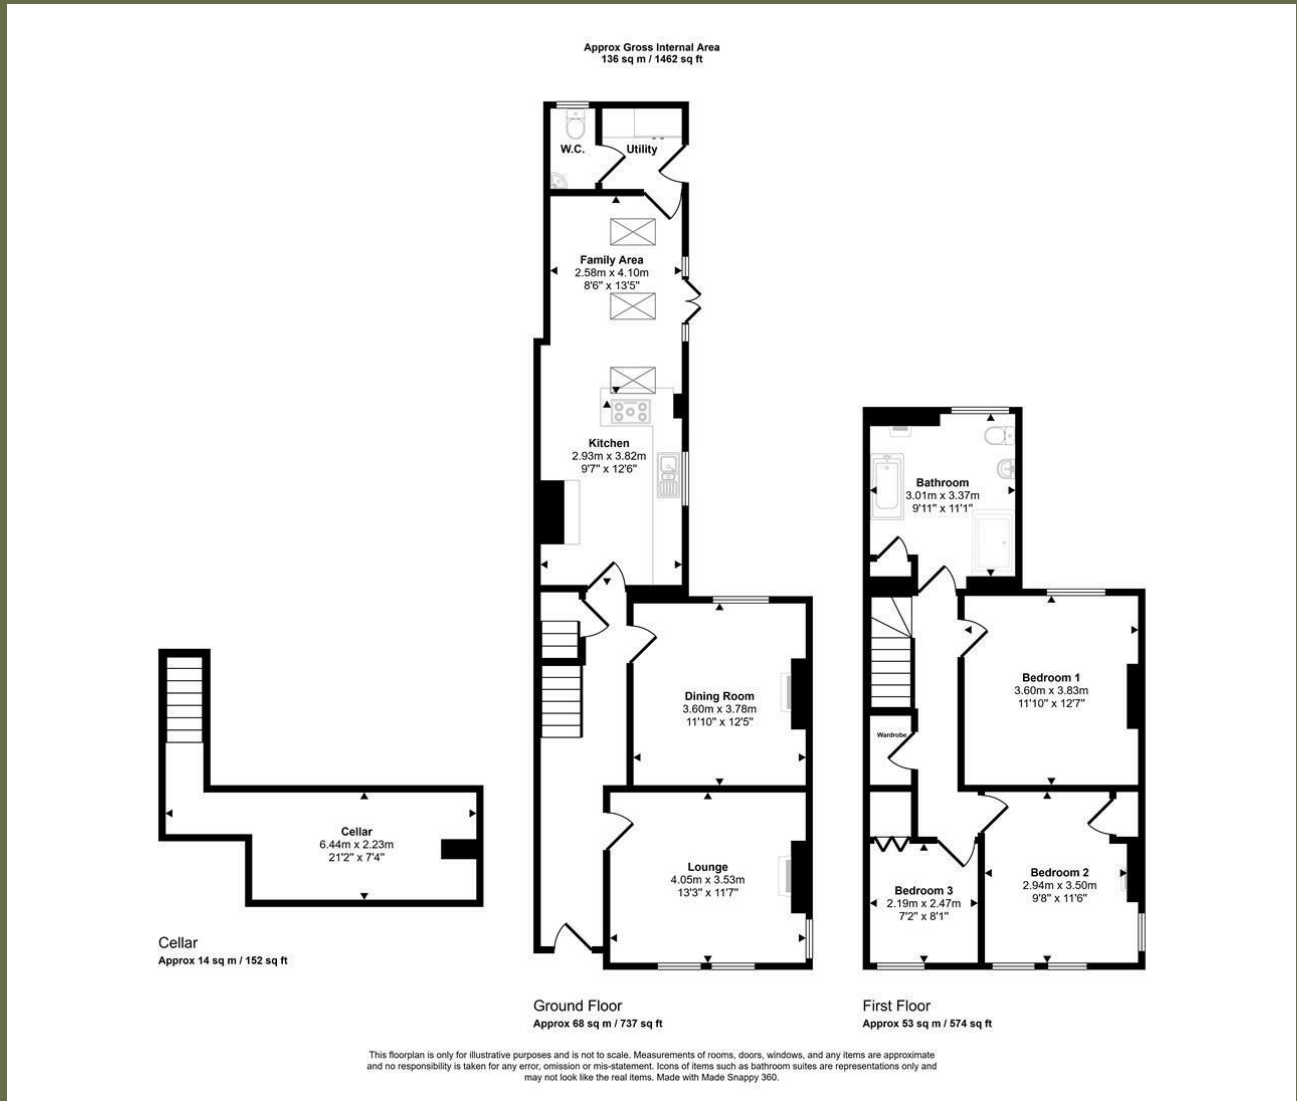 Approx Gross Internal Area
136 sq m / 1462 sq ft
W.C.
Utility
Family Area
2.58m x 4.10m
8'6" x 13'5"
Kitchen
2.93m x 3.82m
9'7" x 12'6"
Dining Room
3.60m x 3.78m
11'10" x 12'5"
Lounge
4.05m x 3.53m
13'3" x 11'7"
Bathroom
3.01m x 3.37m
9'11" x 11'1"
Bedroom 1
3.60m x 3.83m
11'10" x 12'7"
Wardrobe
Bedroom 2
2.94m x 3.50m
9'8" x 11'6"
Bedroom 3
2.19m x 2.47m
7'2" x 8'1"
Cellar
6.44m x 2.23m
21'2" x 7'4"
Cellar
Approx 14 sq m / 152 sq ft
Ground Floor
Approx 68 sq m / 737 sq ft
First Floor
Approx 53 sq m / 574 sq ft
This floorplan is only for illustrative purposes and is not to scale. Measurements of rooms, doors, windows, and any items are approximate
and no responsibility is taken for any error, omission or mis-statement. Icons of items such as bathroom suites are representations only and
may not look like the real items. Made with Made Snappy 360.